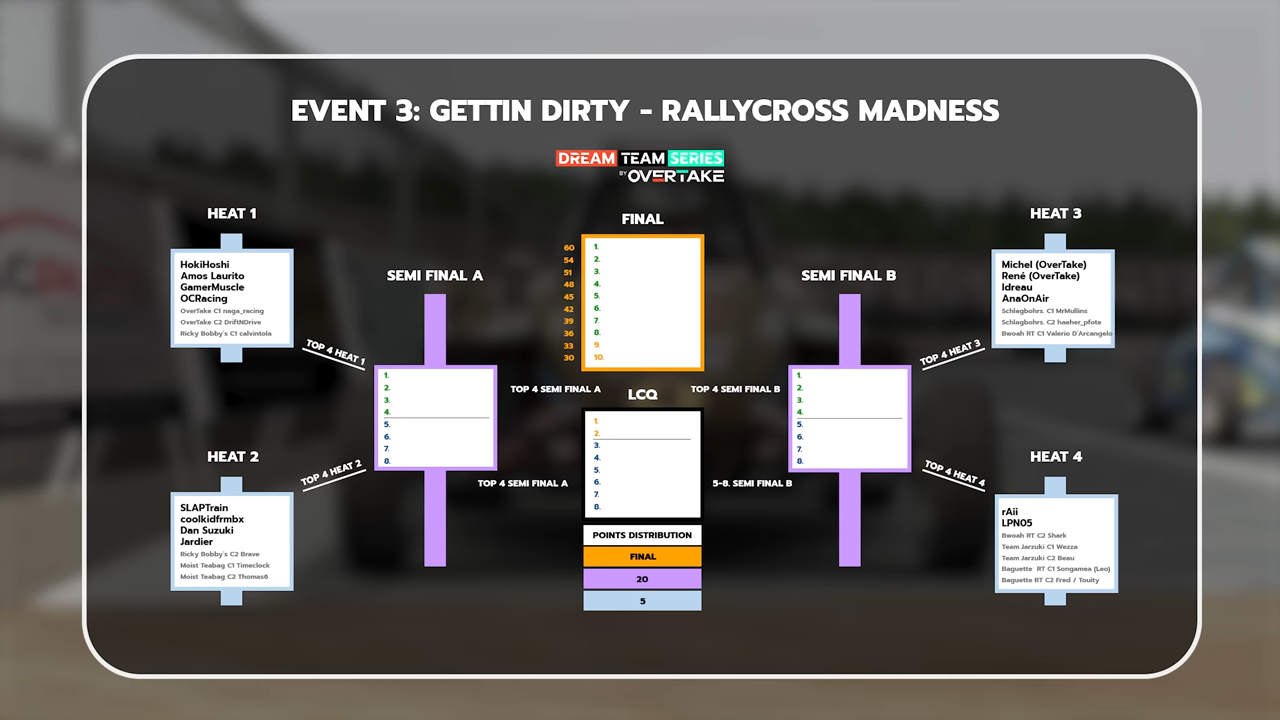 EVENT 3: GETTIN DIRTY - RALLYCROSS MADNESS
DREAM TEAM SERIES
BY OVERTAKE
HEAT 1
HokiHoshi
Amos Laurito
GamerMuscle
OCRacing
OverTake C1 naga_racing
OverTake C2 DriftNDrive
Ricky Bobby's C1 calvintola
TOP 4 HEAT 1
HEAT 2
SLAPTrain
coolkidfrmbx
Dan Suzuki
Jardier
Ricky Bobby's C2 Brave
Moist Teabag C1 Timeclock
Moist Teabag C2 Thomas6
TOP 4 HEAT 2
SEMI FINAL A
1.
2.
3.
4.
5.
6.
7.
8.
TOP 4 SEMI FINAL A
TOP 4 SEMI FINAL A
FINAL
60 1.
54 2.
51 3.
48 4.
45 5.
42 6.
39 7.
36 8.
33 9.
30 10.
LCQ
1.
2.
3.
4.
5.
6.
7.
8.
POINTS DISTRIBUTION
FINAL
20
5
SEMI FINAL B
1.
2.
3.
4.
5.
6.
7.
8.
TOP 4 SEMI FINAL B
5-8. SEMI FINAL B
HEAT 3
Michel (OverTake)
René (OverTake)
Idreau
AnaOnAir
Schlagbohrs. C1 MrMullins
Schlagbohrs. C2 haeher_pfote
Bwoah RT C1 Valerio D'Arcangelo
TOP 4 HEAT 3
HEAT 4
rAii
LPN05
Bwoah RT C2 Shark
Team Jarzuki C1 Wezza
Team Jarzuki C2 Beau
Baguette RT C1 Songamea (Leo)
Baguette RT C2 Fred / Touity
TOP 4 HEAT 4